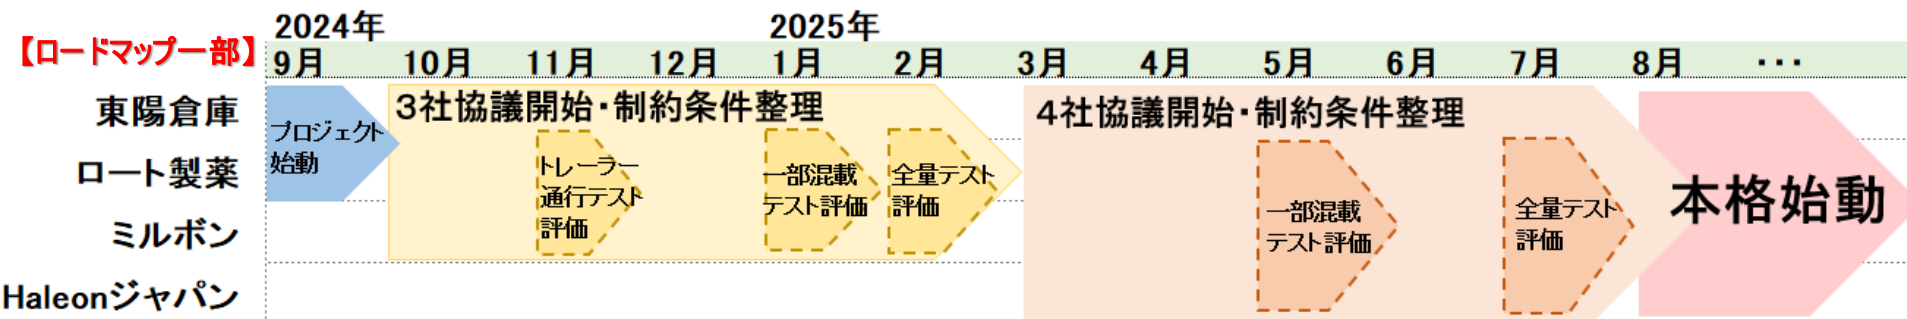 【ロードマップ一部】
2024年
2025年
9月 10月 11月 12月 1月 2月 3月 4月 5月 6月 7月 8月 ・・・
東陽倉庫
ロート製薬
ミルボン
Haleonジャパン
プロジェクト
始動
3社協議開始・制約条件整理
トレーラー
通行テスト
評価
一部混載
テスト評価
全量テスト
評価
4社協議開始・制約条件整理
一部混載
テスト評価
全量テスト
評価
本格始動